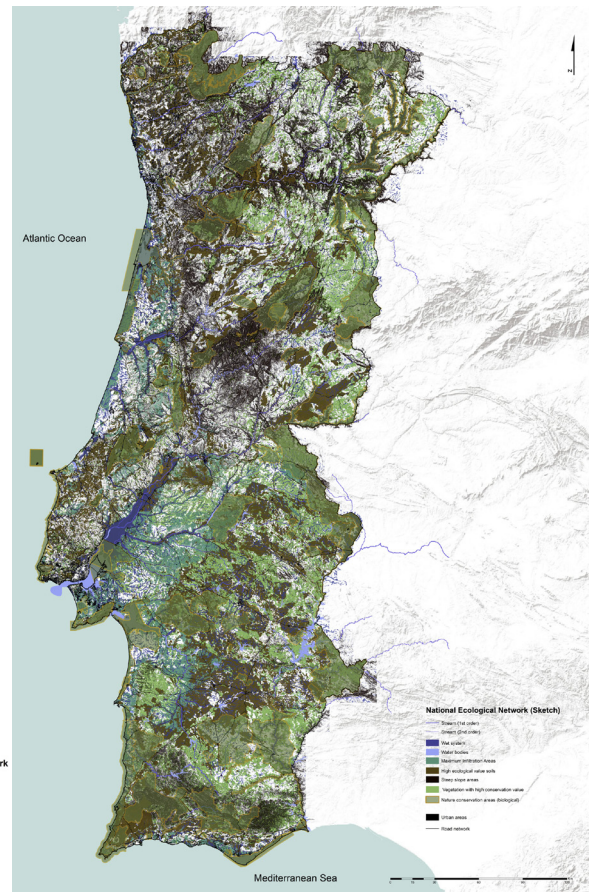 Atlantic Ocean
National Ecological Network (Sketch)
Stream (1st order)
Stream (2nd order)
Wet system
Water bodies
Maximum Infiltration Areas
High ecological value soils
Steep slope areas
Vegetation with high conservation value
Nature conservation areas (biological)
Urban areas
Road network
Mediterranean Sea